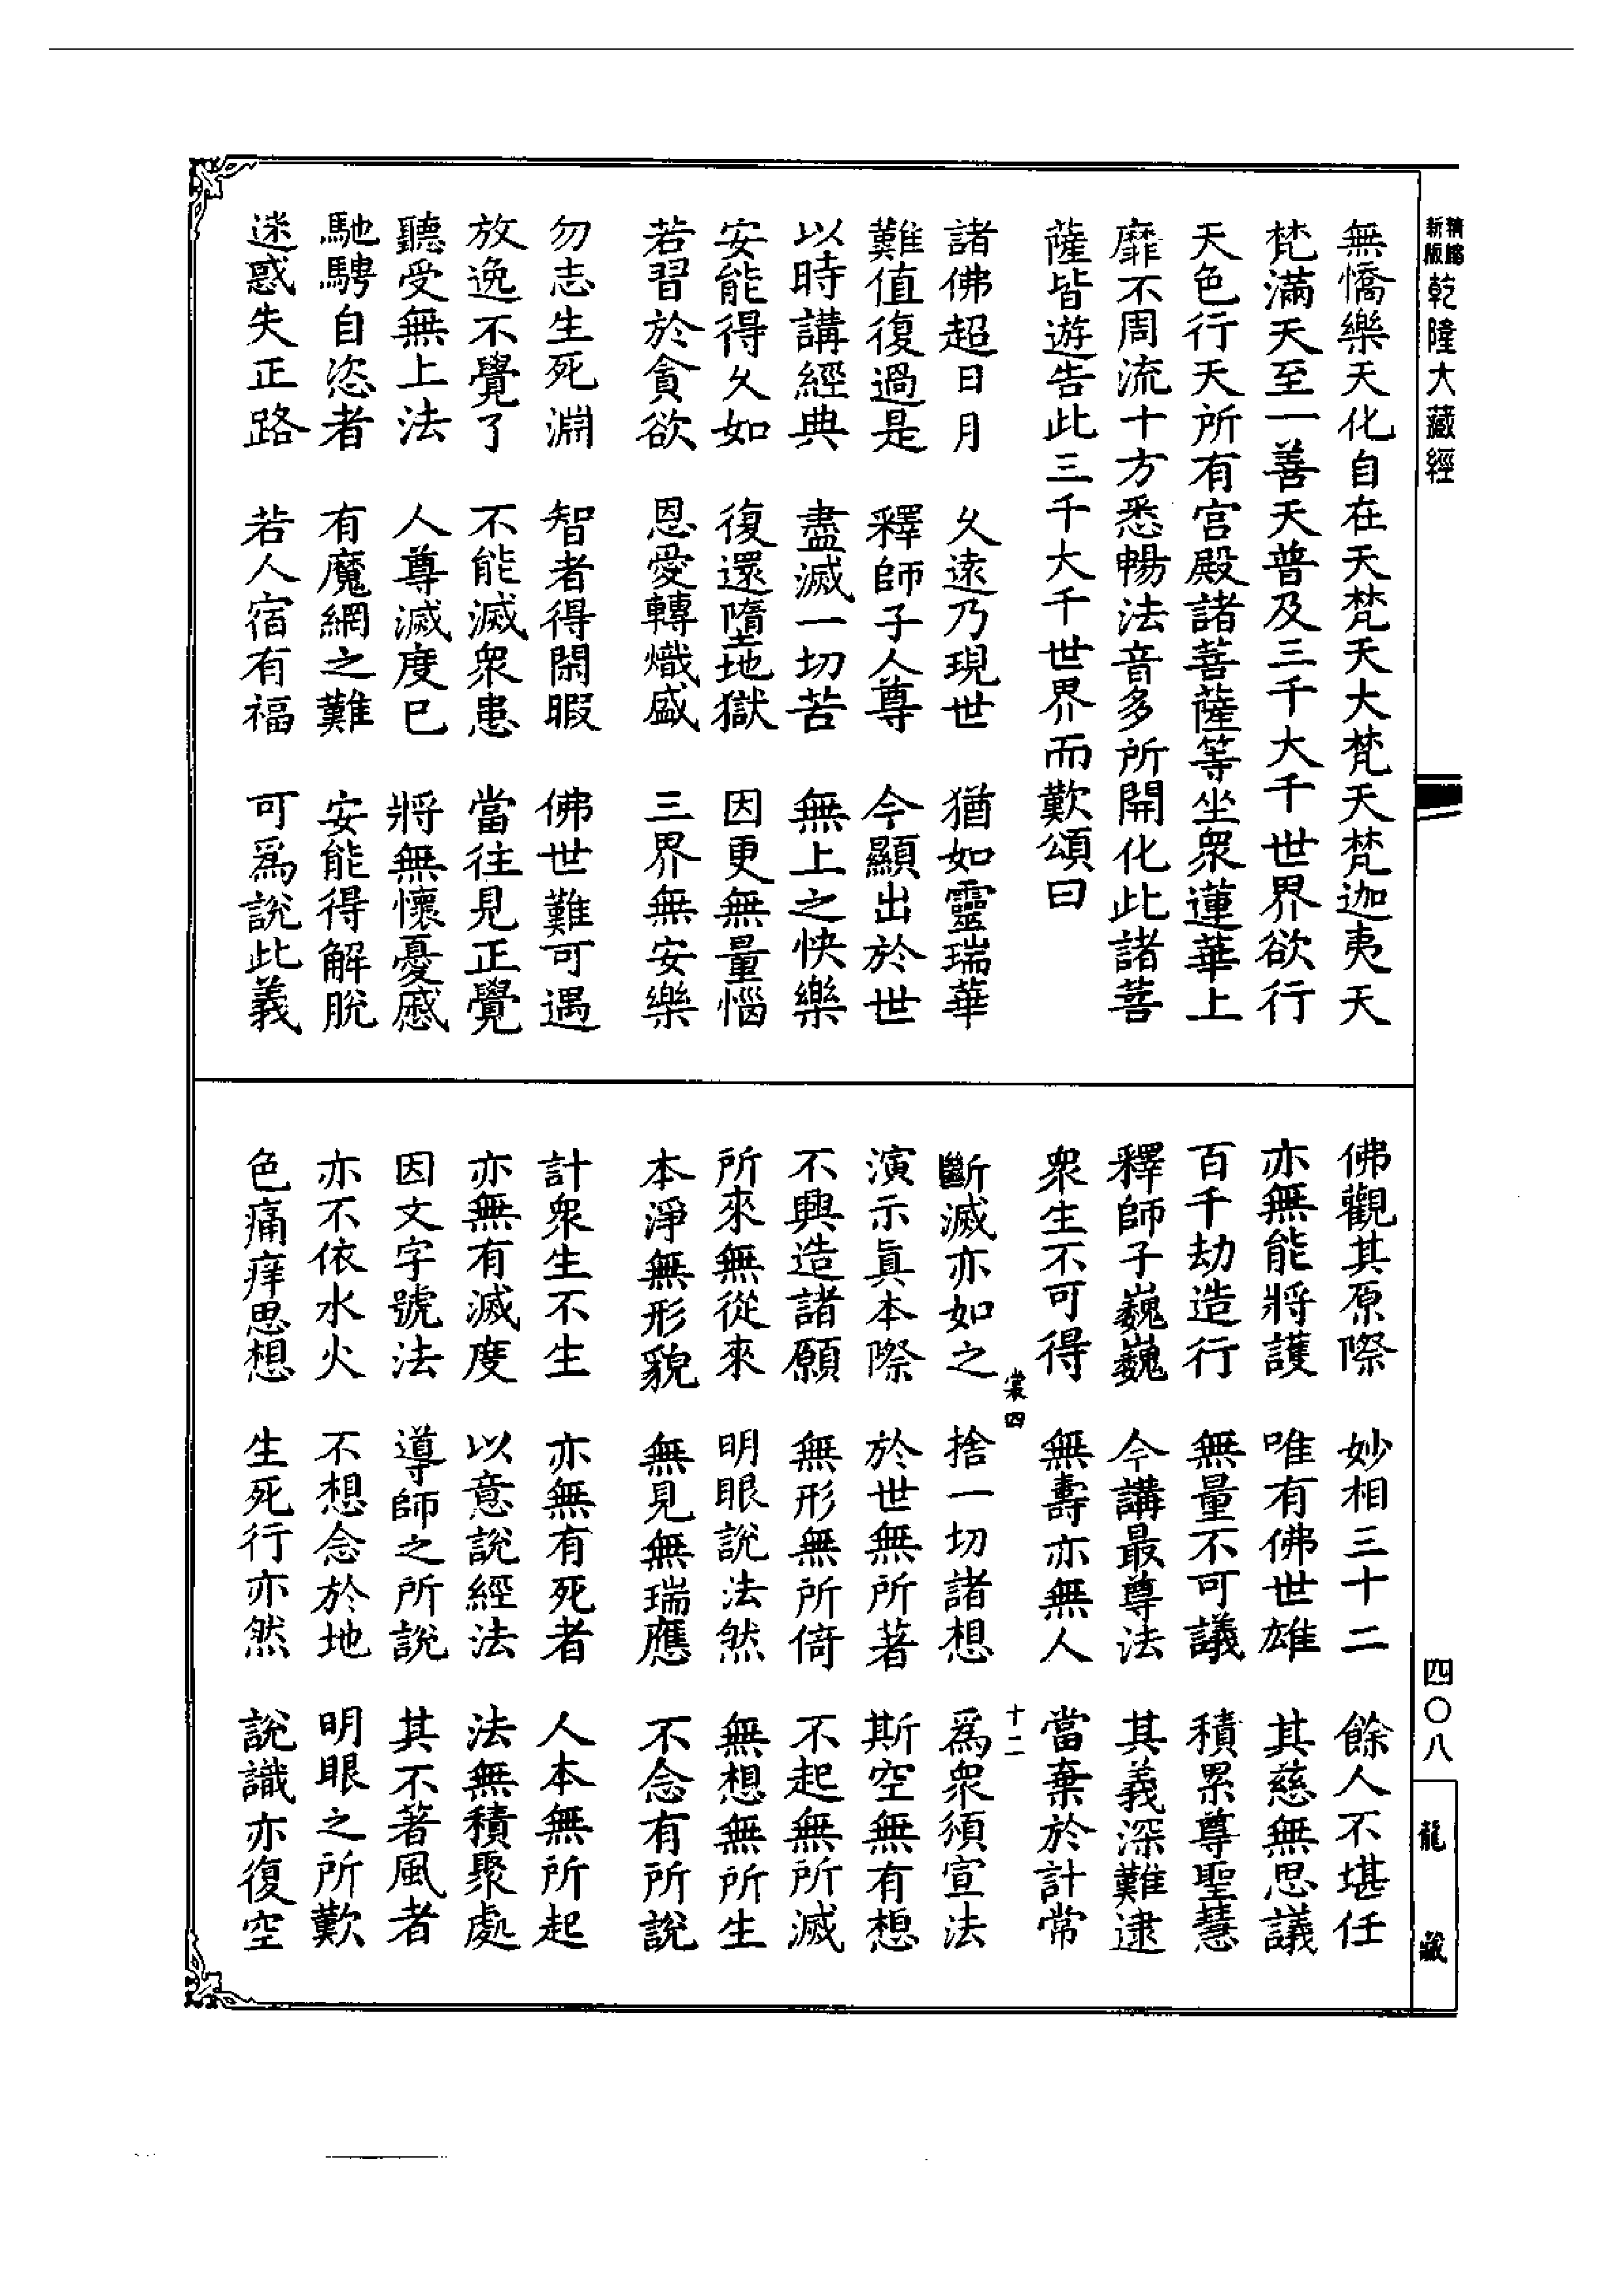 新版 精縮 乾隆大藏經
無憍樂天化自在天梵天大梵天梵迦夷天
梵滿天至一善天普及三千大千世界欲行
天色行天所有宮殿諸菩薩等坐眾蓮華上
靡不周流十方悉暢法音多所開化此諸菩
薩皆遊告此三千大千世界而歎頌曰
諸佛超日月 久遠乃現世 猶如靈瑞華
難值復過是 釋師子人尊 今顯出於世
以時講經典 盡滅一切苦 無上之快樂
安能得久如 復還墮地獄 因更無量惱
若習於貪欲 恩愛轉熾盛 三界無安樂
勿志生死淵 智者得閑暇 佛世難可遇
放逸不覺了 不能滅眾患 當往見正覺
聽受無上法 人尊滅度已 將無懷憂慼
馳騁自恣者 有魔網之難 安能得解脫
迷惑失正路 若人宿有福 可為說此義
佛觀其原際 妙相三十二 餘人不堪任
亦無能將護 唯有佛世雄 其慈無思議
百千劫造行 無量不可議 積累尊聖慧
釋師子巍巍 今講最尊法 其義深難逮
眾生不可得 無壽亦無人 當棄於計常
裳四 十二
斷滅亦如之 捨一切諸想 為眾須宣法
演示真本際 於世無所著 斯空無有想
不興造諸願 無形無所倚 不起無所滅
所來無從來 明眼說法然 無想無所生
本淨無形貌 無見無瑞應 不念有所說
計眾生不生 亦無有死者 人本無所起
亦無有滅度 以意說經法 法無積聚處
因文字號法 導師之所說 其不著風者
亦不依水火 不想念於地 明眼之所歎
色痛痒思想 生死行亦然 說識亦復空
四〇八
龍藏